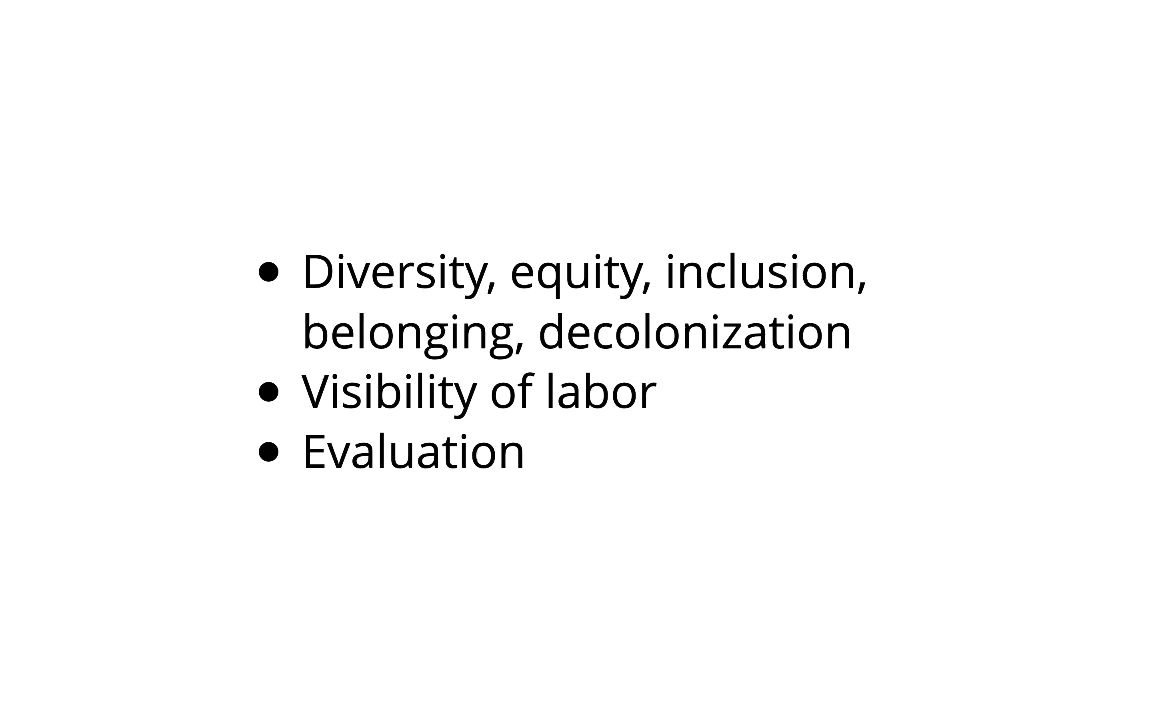 ● Diversity, equity, inclusion,
belonging, decolonization
● Visibility of labor
● Evaluation